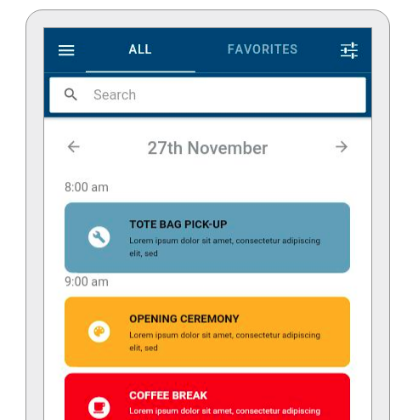 ALL FAVORITES
Search
27th November
8:00 am
TOTE BAG PICK-UP
Lorem ipsum dolor sit amet, consectetur adipiscing
elit, sed
9:00 am
OPENING CEREMONY
Lorem ipsum dolor sit amet, consectetur adipiscing
elit, sed
COFFEE BREAK
Lorem ipsum dolor sit amet, consectetur adipiscing